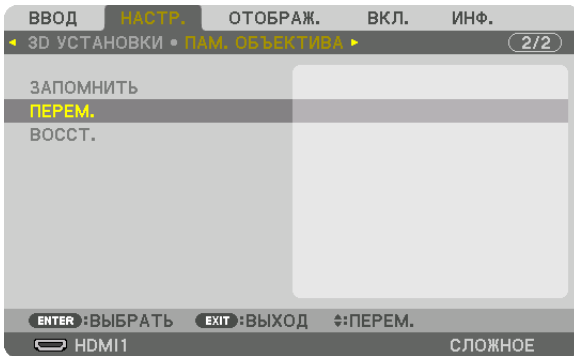 ВВОД НАСТР. ОТОБРАЖ. ВКЛ. ИНФ.
3D УСТАНОВКИ • ПАМ. ОБЪЕКТИВА 2/2
ЗАПОМНИТЬ
ПЕРЕМ.
ВОССТ.
ENTER :ВЫБРАТЬ EXIT :ВЫХОД :ПЕРЕМ.
HDMI1 СЛОЖНОЕ